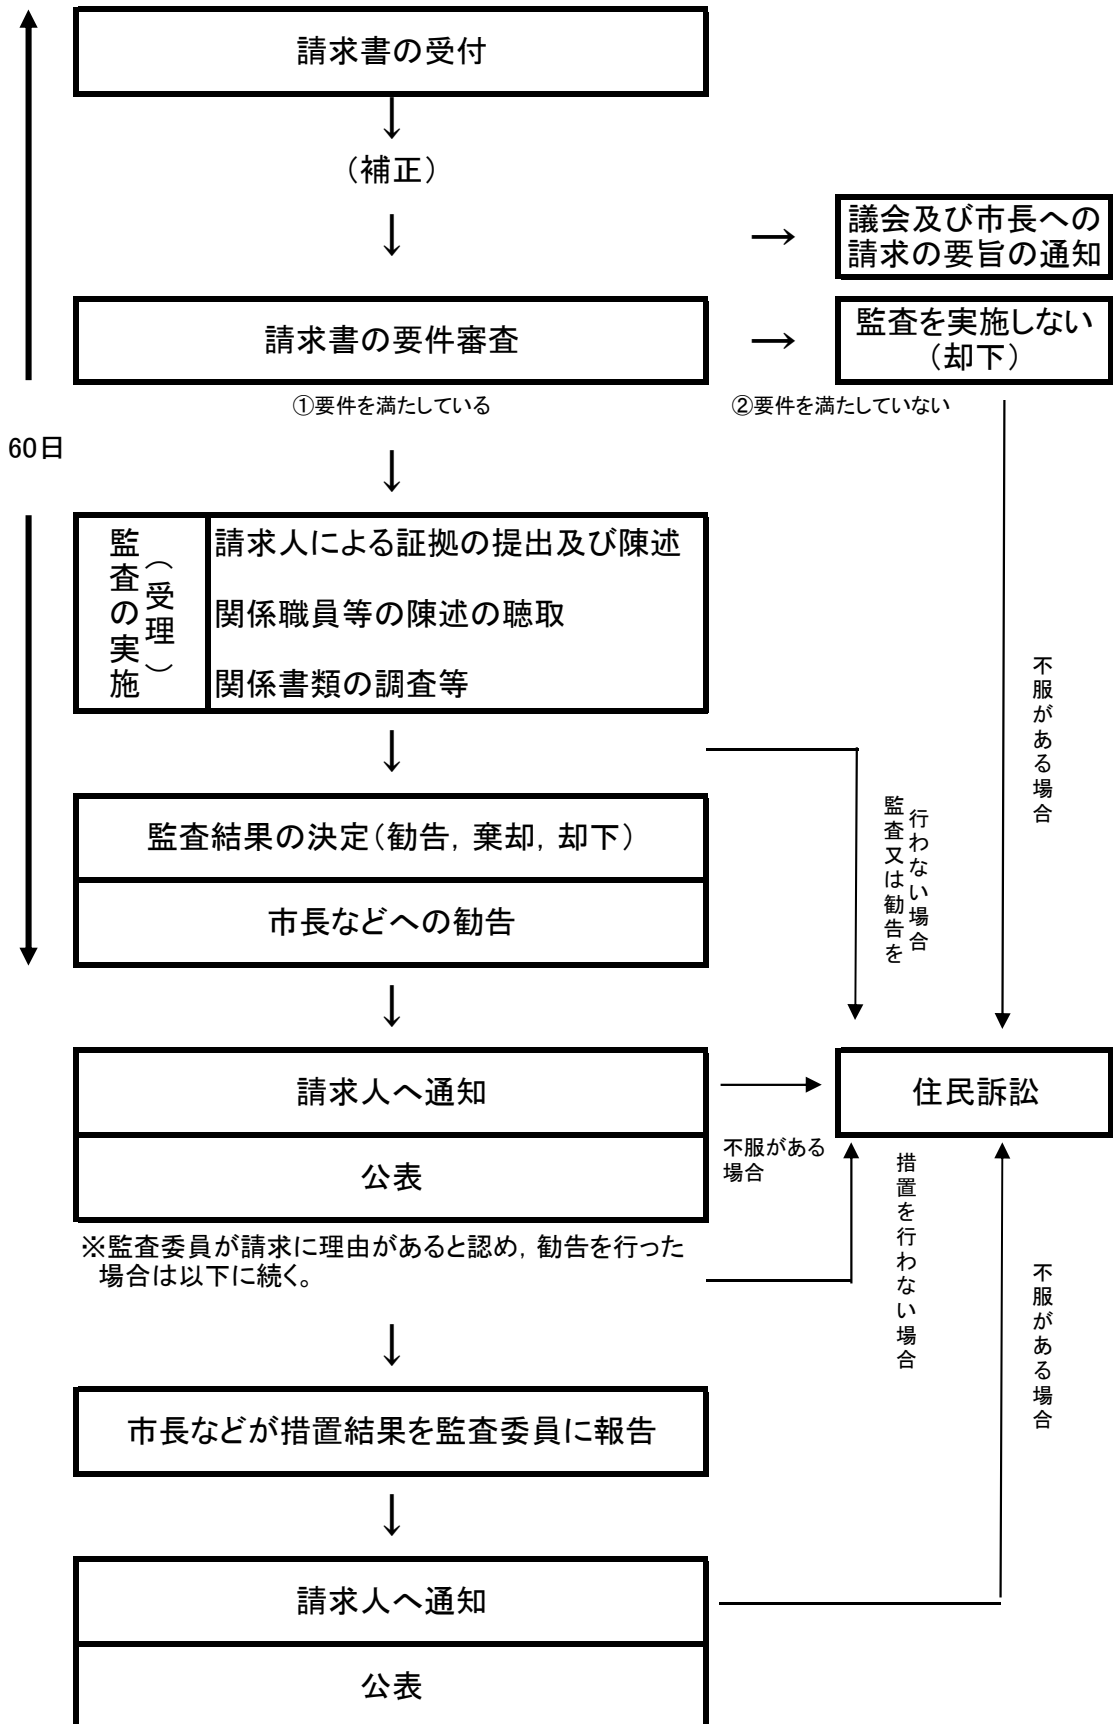 請求書の受付
↓
（補正）
↓
→
議会及び市長への
請求の要旨の通知
請求書の要件審査
→
監査を実施しない
（却下）
①要件を満たしている
②要件を満たしていない
60日
↓
監査の実施
（受理）
請求人による証拠の提出及び陳述
関係職員等の陳述の聴取
関係書類の調査等
不服がある場合
↓
監査又は勧告を
行わない場合
監査結果の決定（勧告，棄却，却下）
市長などへの勧告
↓
請求人へ通知
住民訴訟
不服がある
場合
公表
措置を行わない場合
※監査委員が請求に理由があると認め，勧告を行った
場合は以下に続く。
不服がある場合
↓
市長などが措置結果を監査委員に報告
↓
請求人へ通知
公表